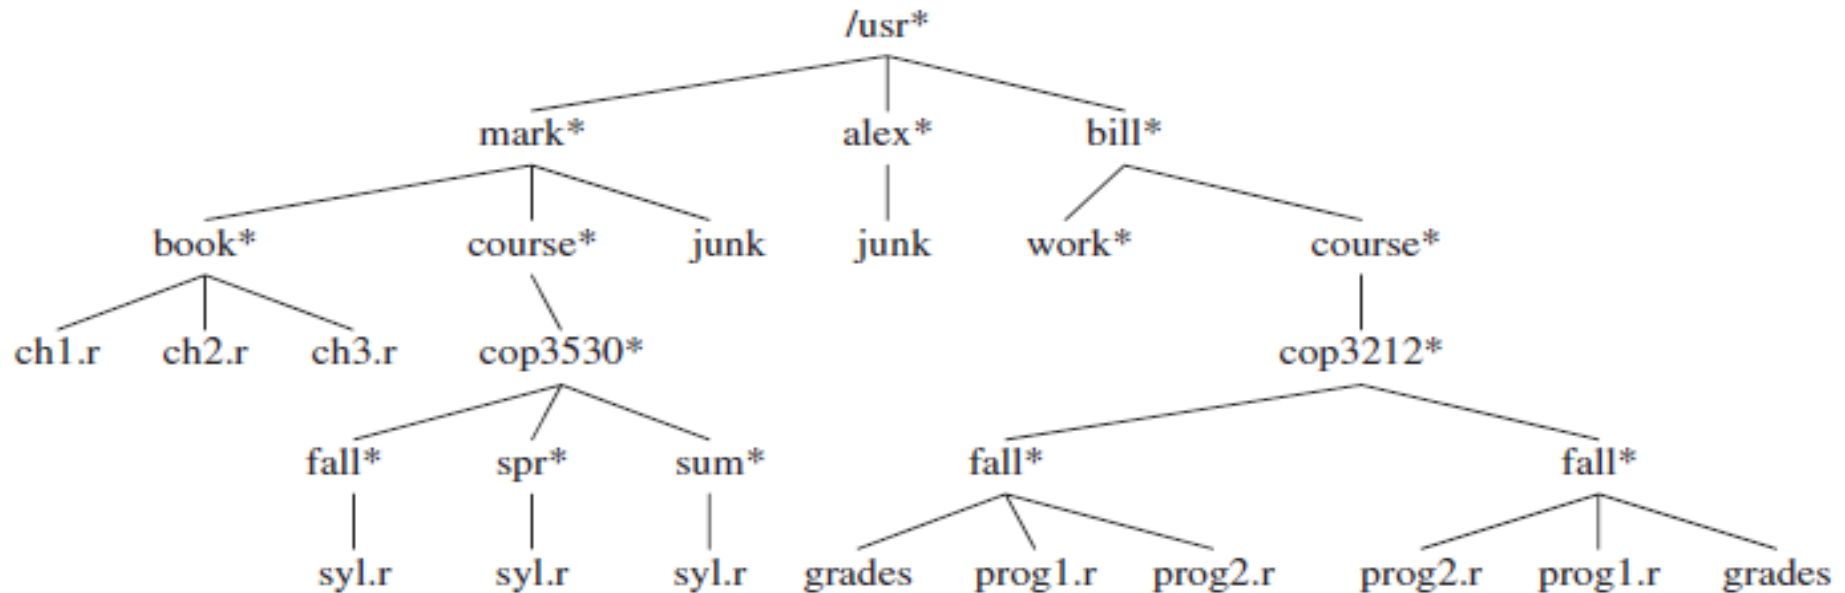 /usr*
mark* alex* bill*
book* course* junk junk work* course*
ch1.r ch2.r ch3.r cop3530* cop3212*
fall* spr* sum* fall* fall*
syl.r syl.r syl.r grades prog1.r prog2.r prog2.r prog1.r grades